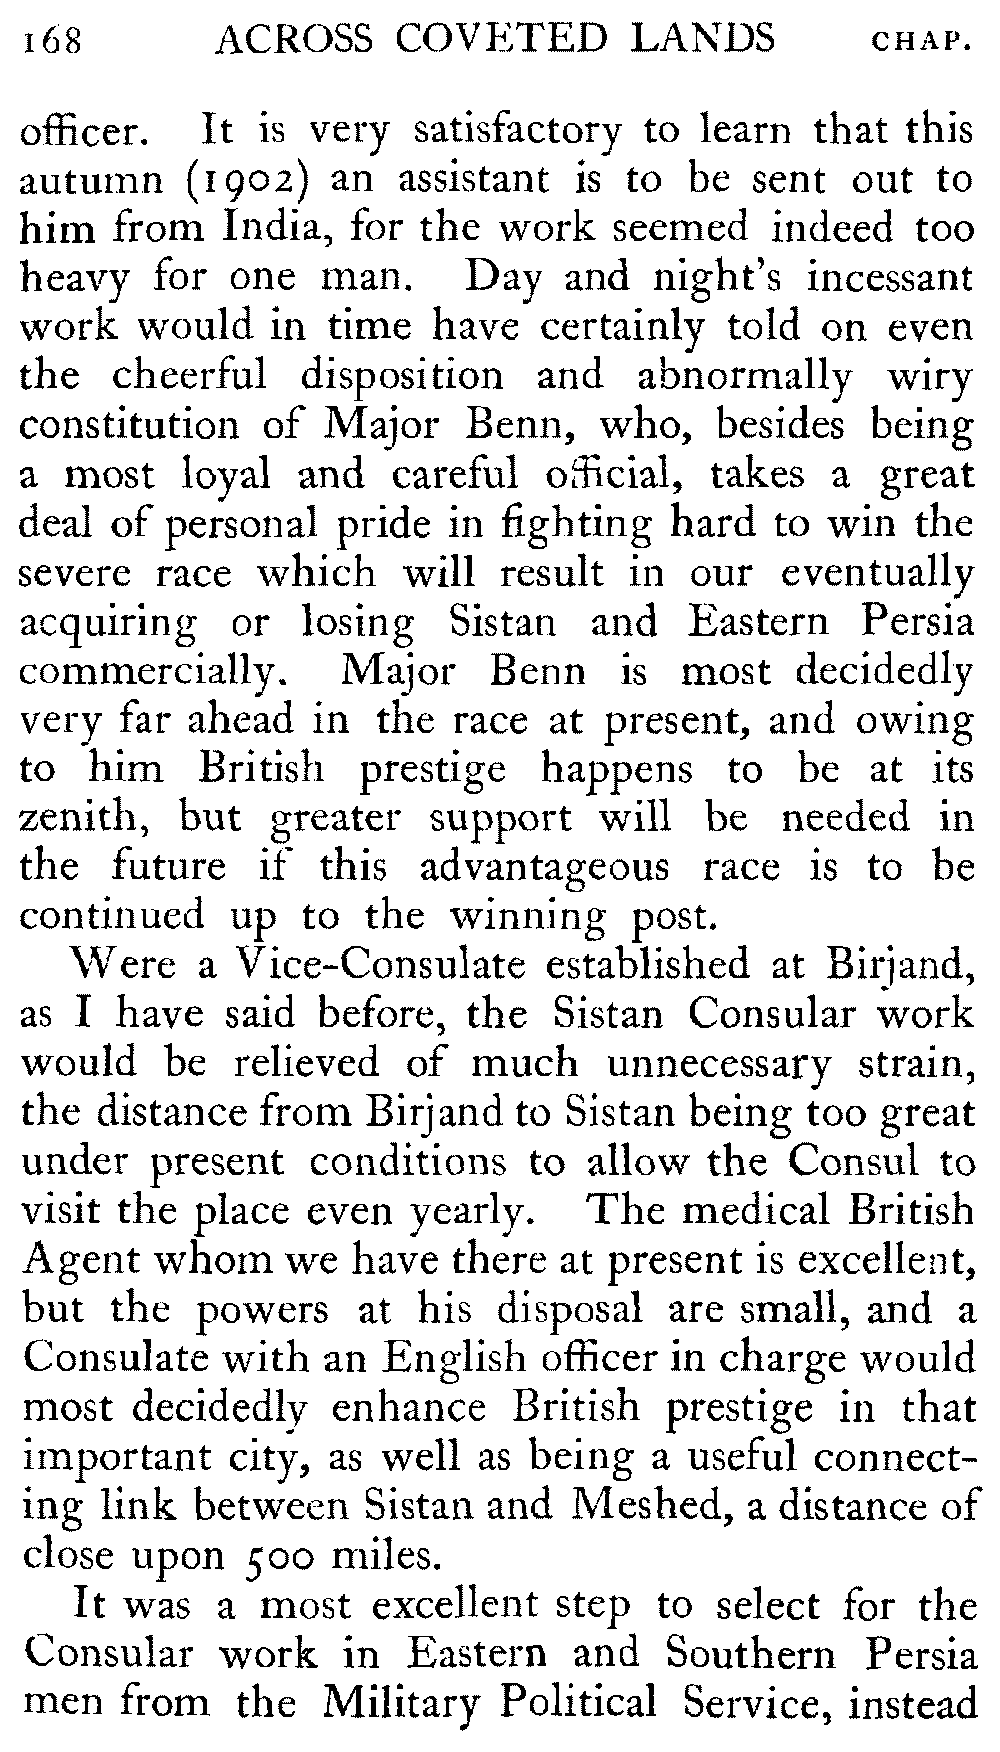 168 ACROSS COVETED LANDS CHAP.
officer. It is very satisfactory to learn that this
autumn (1902) an assistant is to be sent out to
him from India, for the work seemed indeed too
heavy for one man. Day and night's incessant
work would in time have certainly told on even
the cheerful disposition and abnormally wiry
constitution of Major Benn, who, besides being
a most loyal and careful official, takes a great
deal of personal pride in fighting hard to win the
severe race which will result in our eventually
acquiring or losing Sistan and Eastern Persia
commercially. Major Benn is most decidedly
very far ahead in the race at present, and owing
to him British prestige happens to be at its
zenith, but greater support will be needed in
the future if this advantageous race is to be
continued up to the winning post.
Were a Vice-Consulate established at Birjand,
as I have said before, the Sistan Consular work
would be relieved of much unnecessary strain,
the distance from Birjand to Sistan being too great
under present conditions to allow the Consul to
visit the place even yearly. The medical British
Agent whom we have there at present is excellent,
but the powers at his disposal are small, and a
Consulate with an English officer in charge would
most decidedly enhance British prestige in that
important city, as well as being a useful connect-
ing link between Sistan and Meshed, a distance of
close upon 500 miles.
It was a most excellent step to select for the
Consular work in Eastern and Southern Persia
men from the Military Political Service, instead